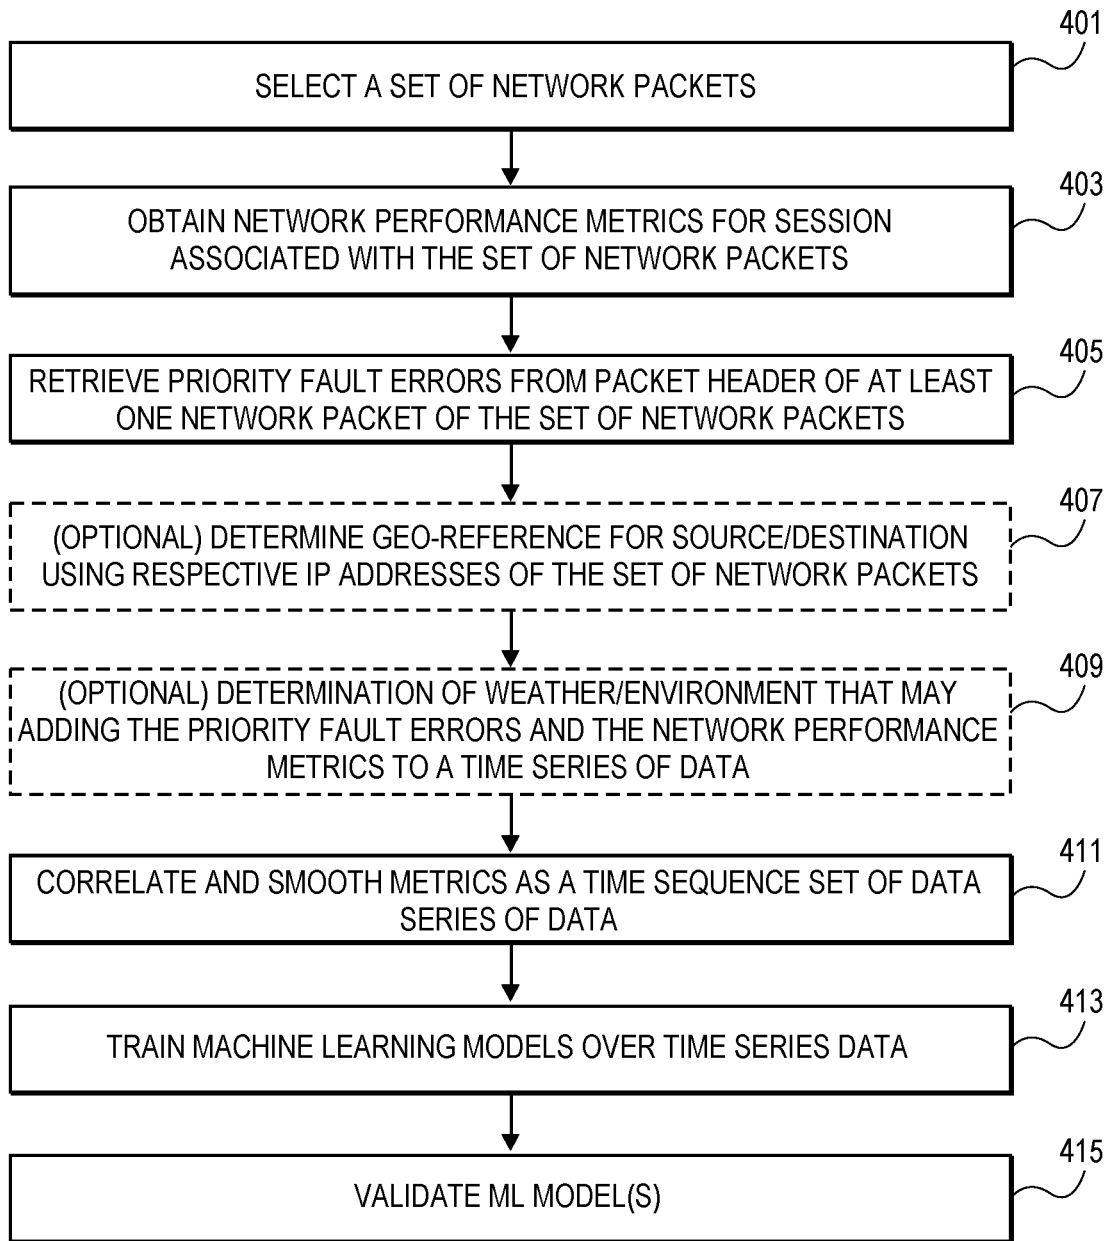 401
SELECT A SET OF NETWORK PACKETS
403
OBTAIN NETWORK PERFORMANCE METRICS FOR SESSION
ASSOCIATED WITH THE SET OF NETWORK PACKETS
405
RETRIEVE PRIORITY FAULT ERRORS FROM PACKET HEADER OF AT LEAST
ONE NETWORK PACKET OF THE SET OF NETWORK PACKETS
407
(OPTIONAL) DETERMINE GEO-REFERENCE FOR SOURCE/DESTINATION
USING RESPECTIVE IP ADDRESSES OF THE SET OF NETWORK PACKETS
409
(OPTIONAL) DETERMINATION OF WEATHER/ENVIRONMENT THAT MAY
ADDING THE PRIORITY FAULT ERRORS AND THE NETWORK PERFORMANCE
METRICS TO A TIME SERIES OF DATA
411
CORRELATE AND SMOOTH METRICS AS A TIME SEQUENCE SET OF DATA
SERIES OF DATA
413
TRAIN MACHINE LEARNING MODELS OVER TIME SERIES DATA
415
VALIDATE ML MODEL(S)